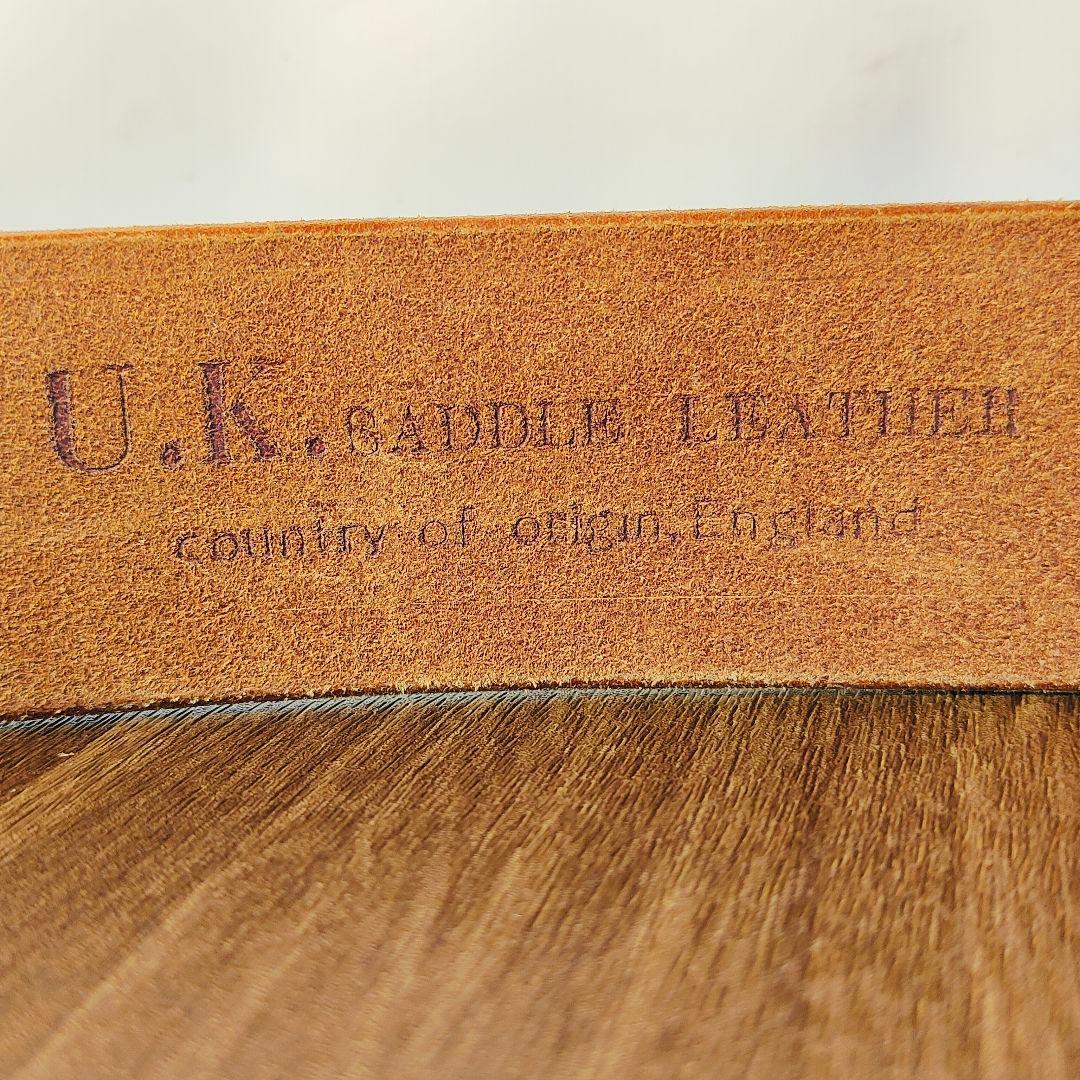 U.K. SADDLE LEATHER
country of origin, England